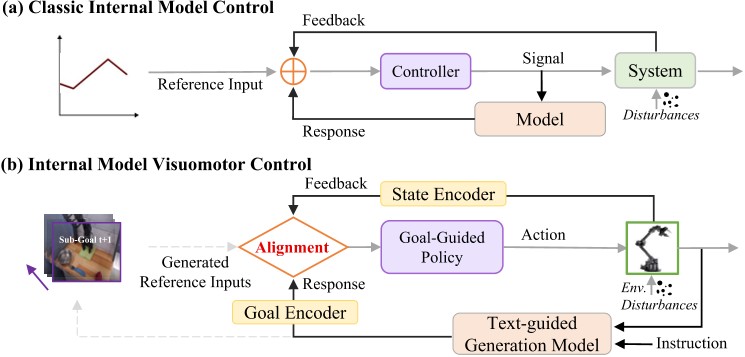 (a) Classic Internal Model Control
Feedback
Reference Input
Controller
Signal
System
Response
Model
Disturbances
(b) Internal Model Visuomotor Control
Feedback
State Encoder
Sub-Goal t+1
Generated
Reference Inputs
Alignment
Goal-Guided
Policy
Action
Response
Env.
Disturbances
Goal Encoder
Text-guided
Generation Model
Instruction